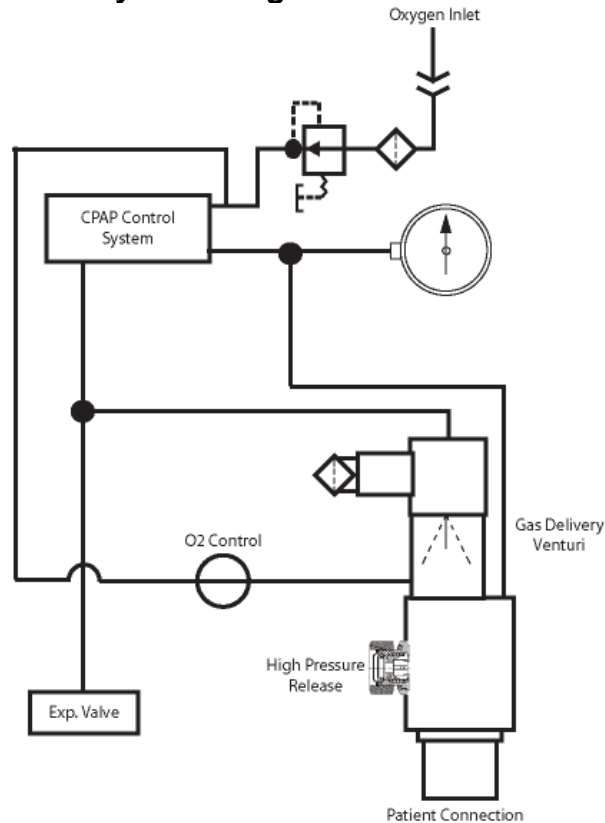 Oxygen Inlet
CPAP Control
System
Gas Delivery
Venturi
O2 Control
High Pressure
Release
Exp. Valve
Patient Connection